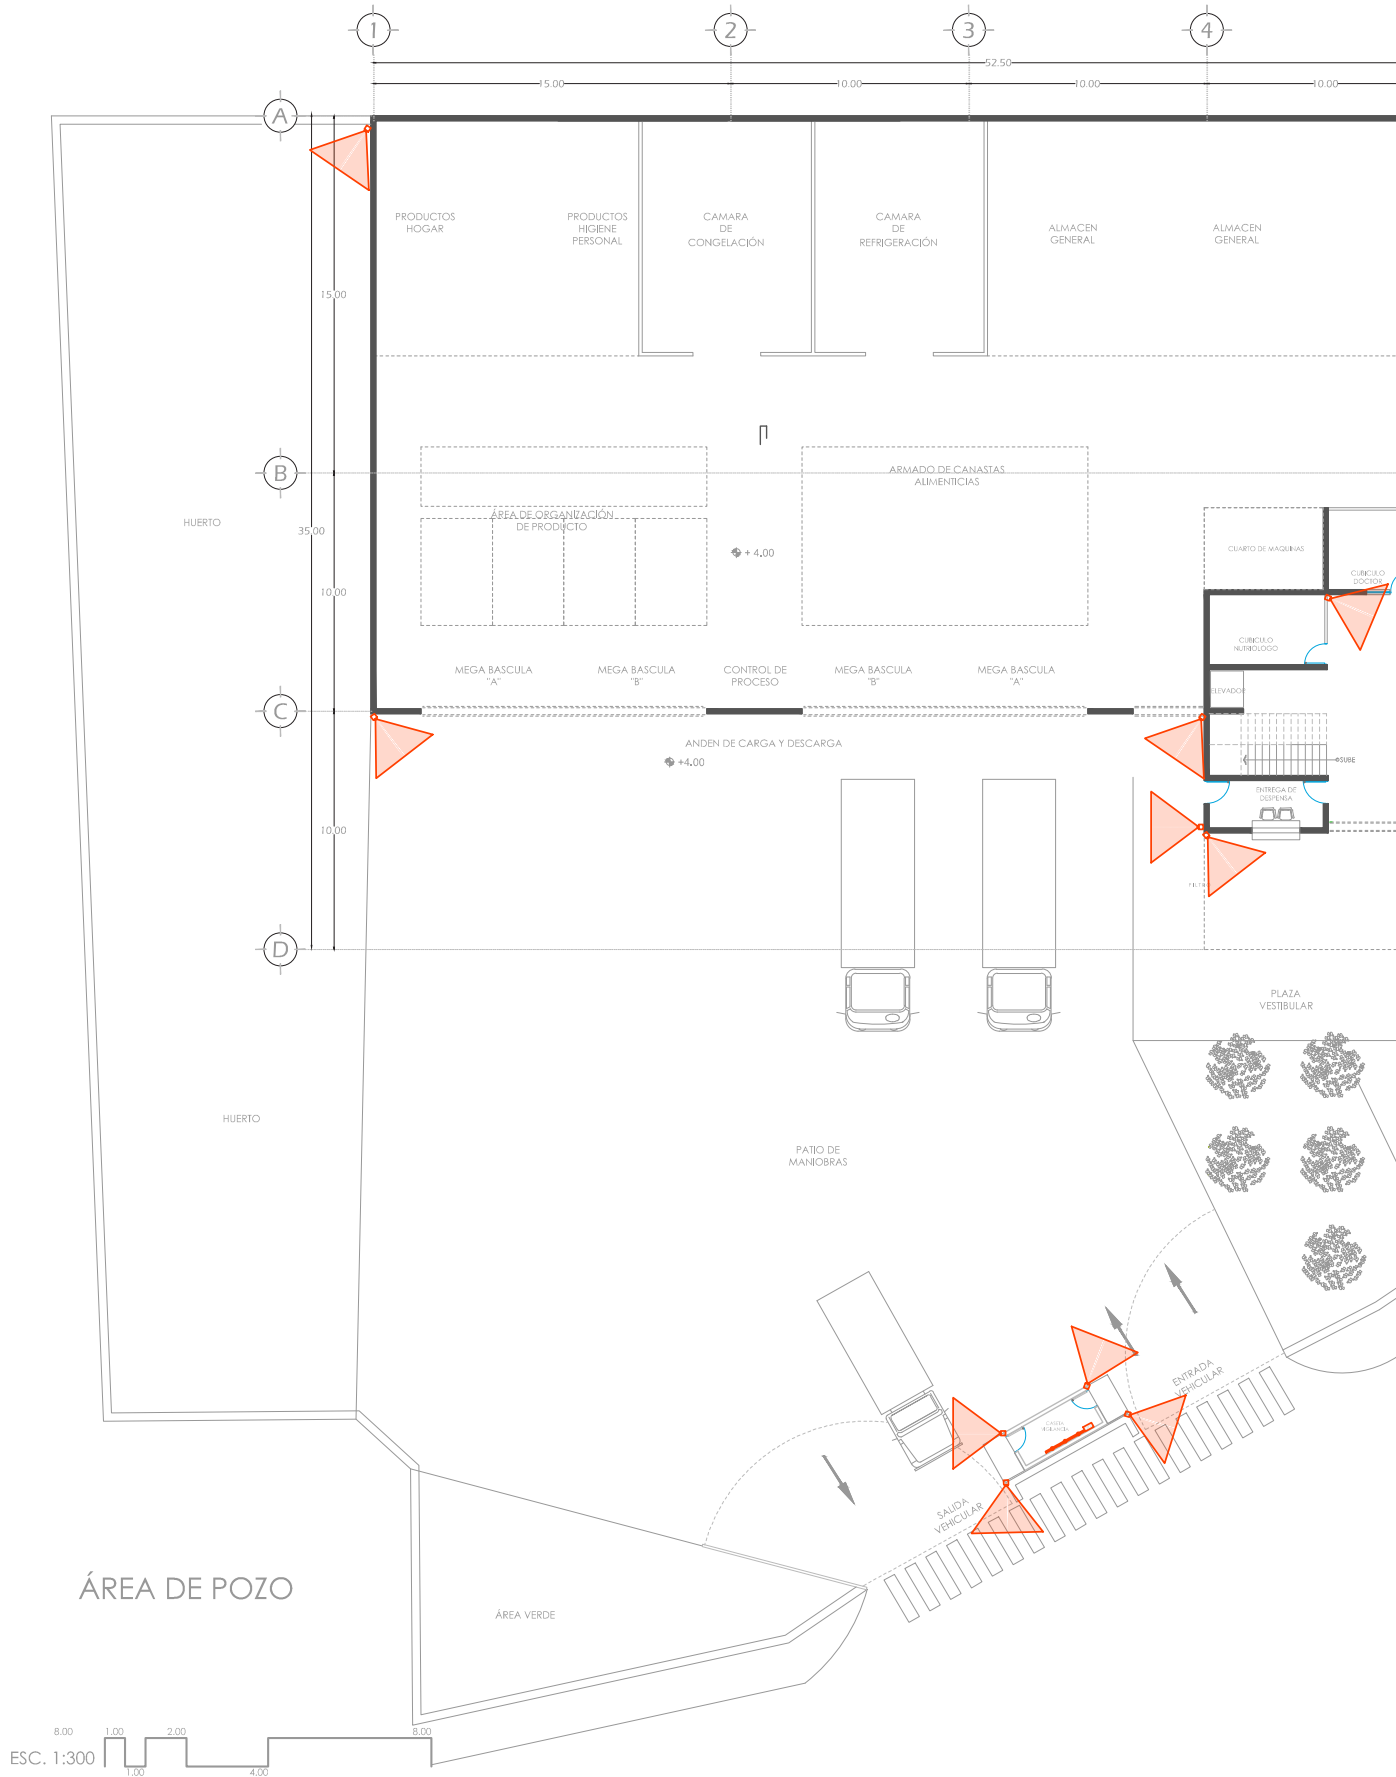 1
2
3
4
52.50
15.00
10.00
10.00
10.00
A
PRODUCTOS
HOGAR
PRODUCTOS
HIGIENE
PERSONAL
CAMARA
DE
CONGELACIÓN
CAMARA
DE
REFRIGERACIÓN
ALMACEN
GENERAL
ALMACEN
GENERAL
15.00
B
ARMADO DE CANASTAS
ALIMENTICIAS
HUERTO
35.00
ÁREA DE ORGANIZACIÓN
DE PRODUCTO
+ 4.00
CUARTO DE MAQUINAS
CUBICULO
DOCTOR
10.00
CUBICULO
NUTRIOLOGO
MEGA BASCULA
"A"
MEGA BASCULA
"B"
CONTROL DE
PROCESO
MEGA BASCULA
"B"
MEGA BASCULA
"A"
ELEVADOR
C
ANDEN DE CARGA Y DESCARGA
+4.00
SUBE
ENTREGA DE
DESPENSA
10.00
D
PLAZA
VESTIBULAR
HUERTO
PATIO DE
MANIOBRAS
ENTRADA
VEHICULAR
CASETA
VIGILANCIA
SALIDA
VEHICULAR
ÁREA DE POZO
ÁREA VERDE
8.00
1.00
2.00
8.00
ESC. 1:300
1.00
4.00